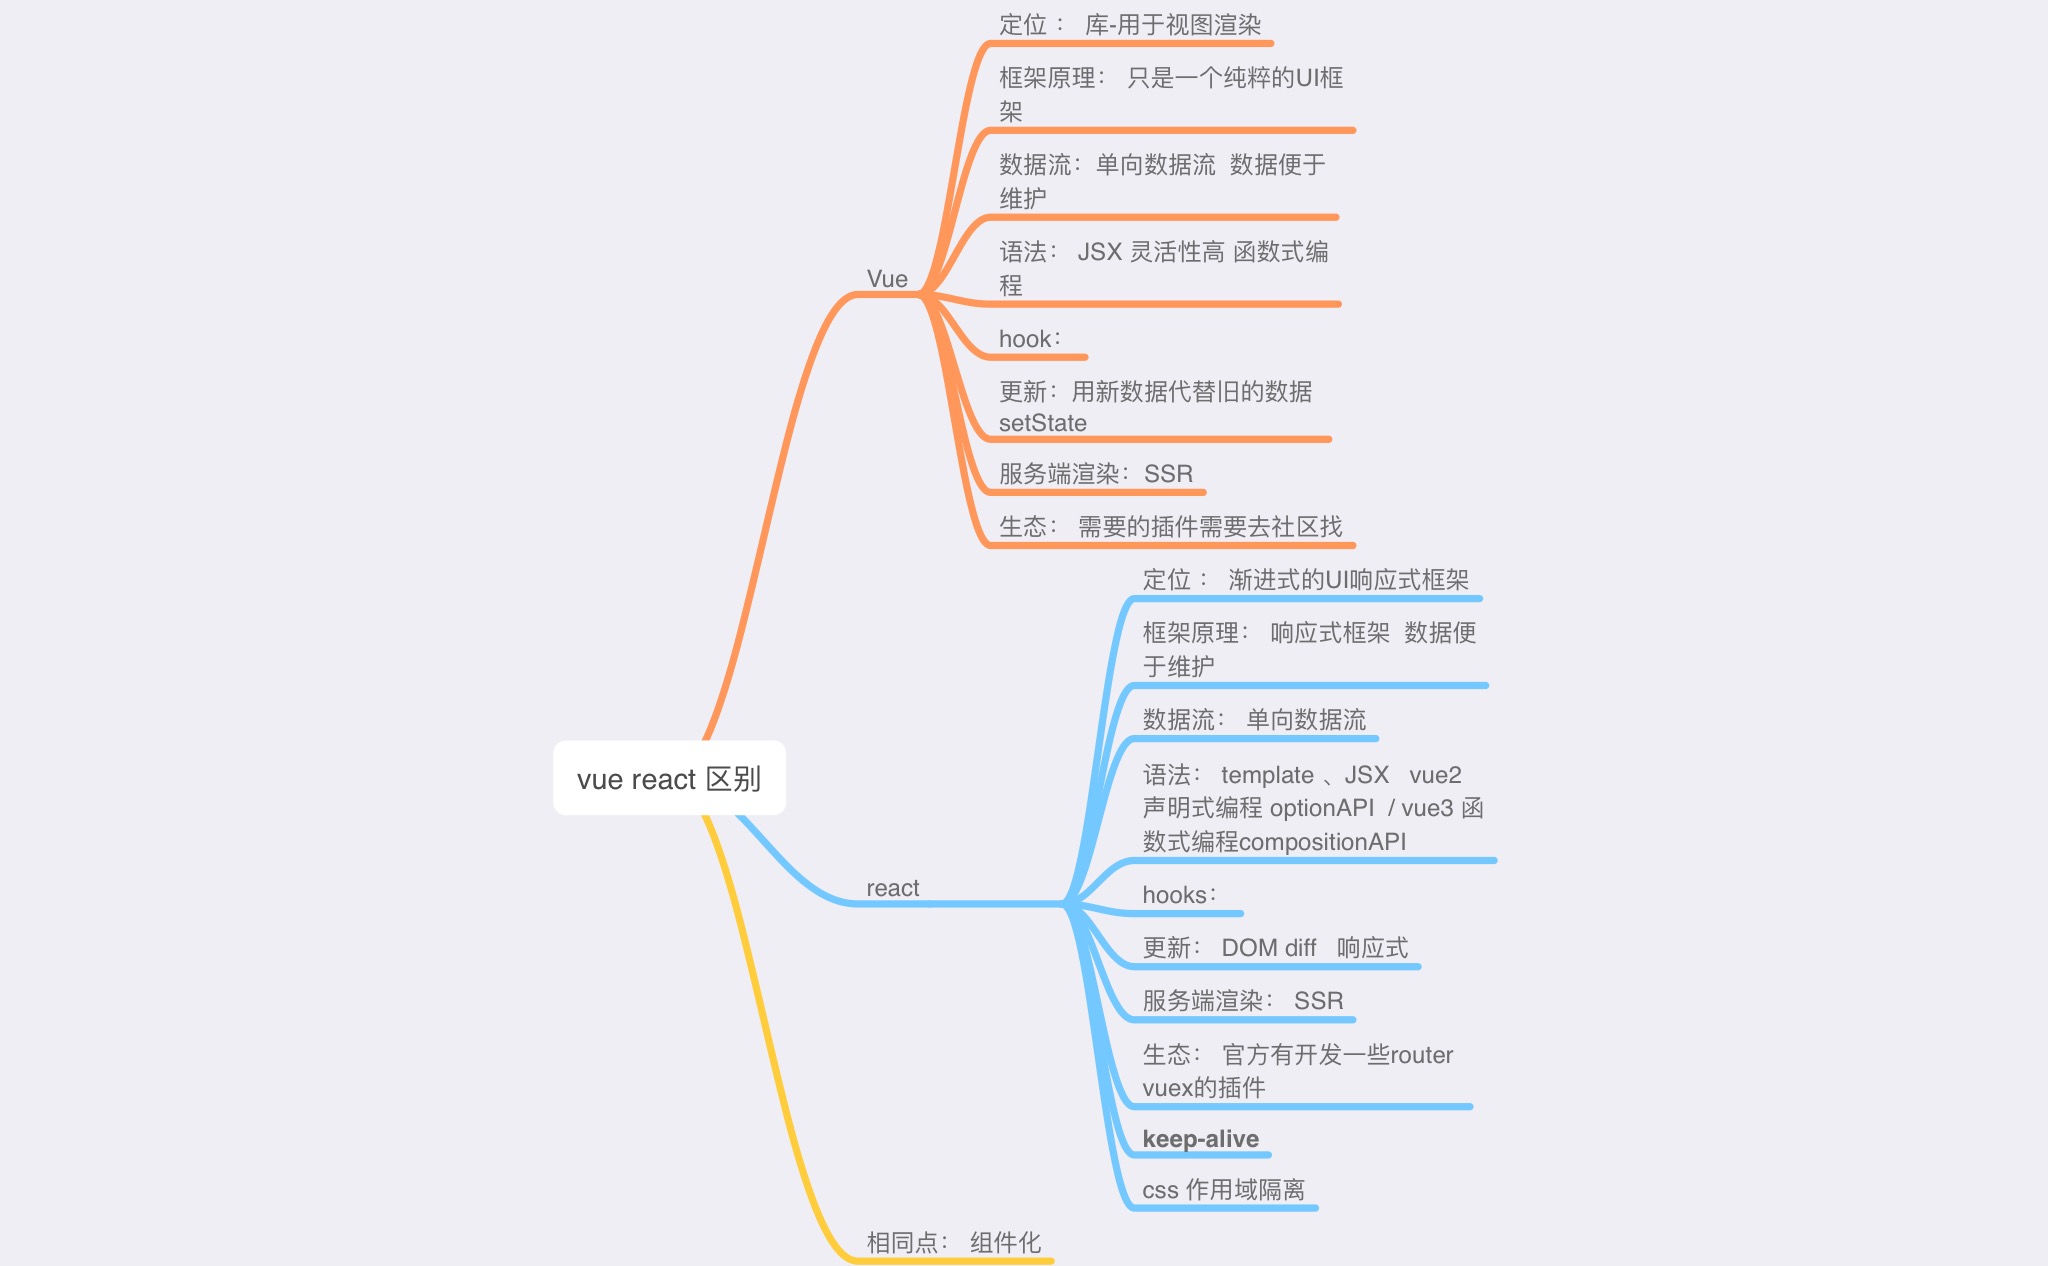 定位： 库-用于视图渲染
框架原理： 只是一个纯粹的UI框
架
数据流：单向数据流 数据便于
维护
语法： JSX 灵活性高 函数式编
程
Vue
hook：
更新：用新数据代替旧的数据
setState
服务端渲染：SSR
生态： 需要的插件需要去社区找
定位： 渐进式的UI响应式框架
框架原理： 响应式框架 数据便
于维护
数据流： 单向数据流
vue react 区别
语法： template 、JSX vue2
声明式编程 optionAPI / vue3 函
数式编程compositionAPI
react
hooks：
更新： DOM diff 响应式
服务端渲染： SSR
生态： 官方有开发一些router
vuex的插件
keep-alive
css 作用域隔离
相同点： 组件化